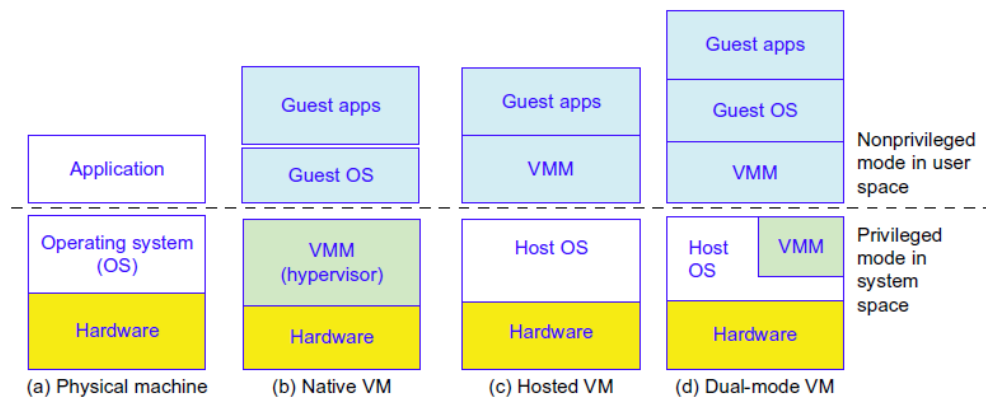 Application
Operating system
(OS)
Hardware
(a) Physical machine
Guest apps
Guest OS
VMM
(hypervisor)
Hardware
(b) Native VM
Guest apps
VMM
Host OS
Hardware
(c) Hosted VM
Guest apps
Guest OS
VMM
Host
OS
VMM
Hardware
(d) Dual-mode VM
Nonprivileged
mode in user
space
Privileged
mode in
system
space